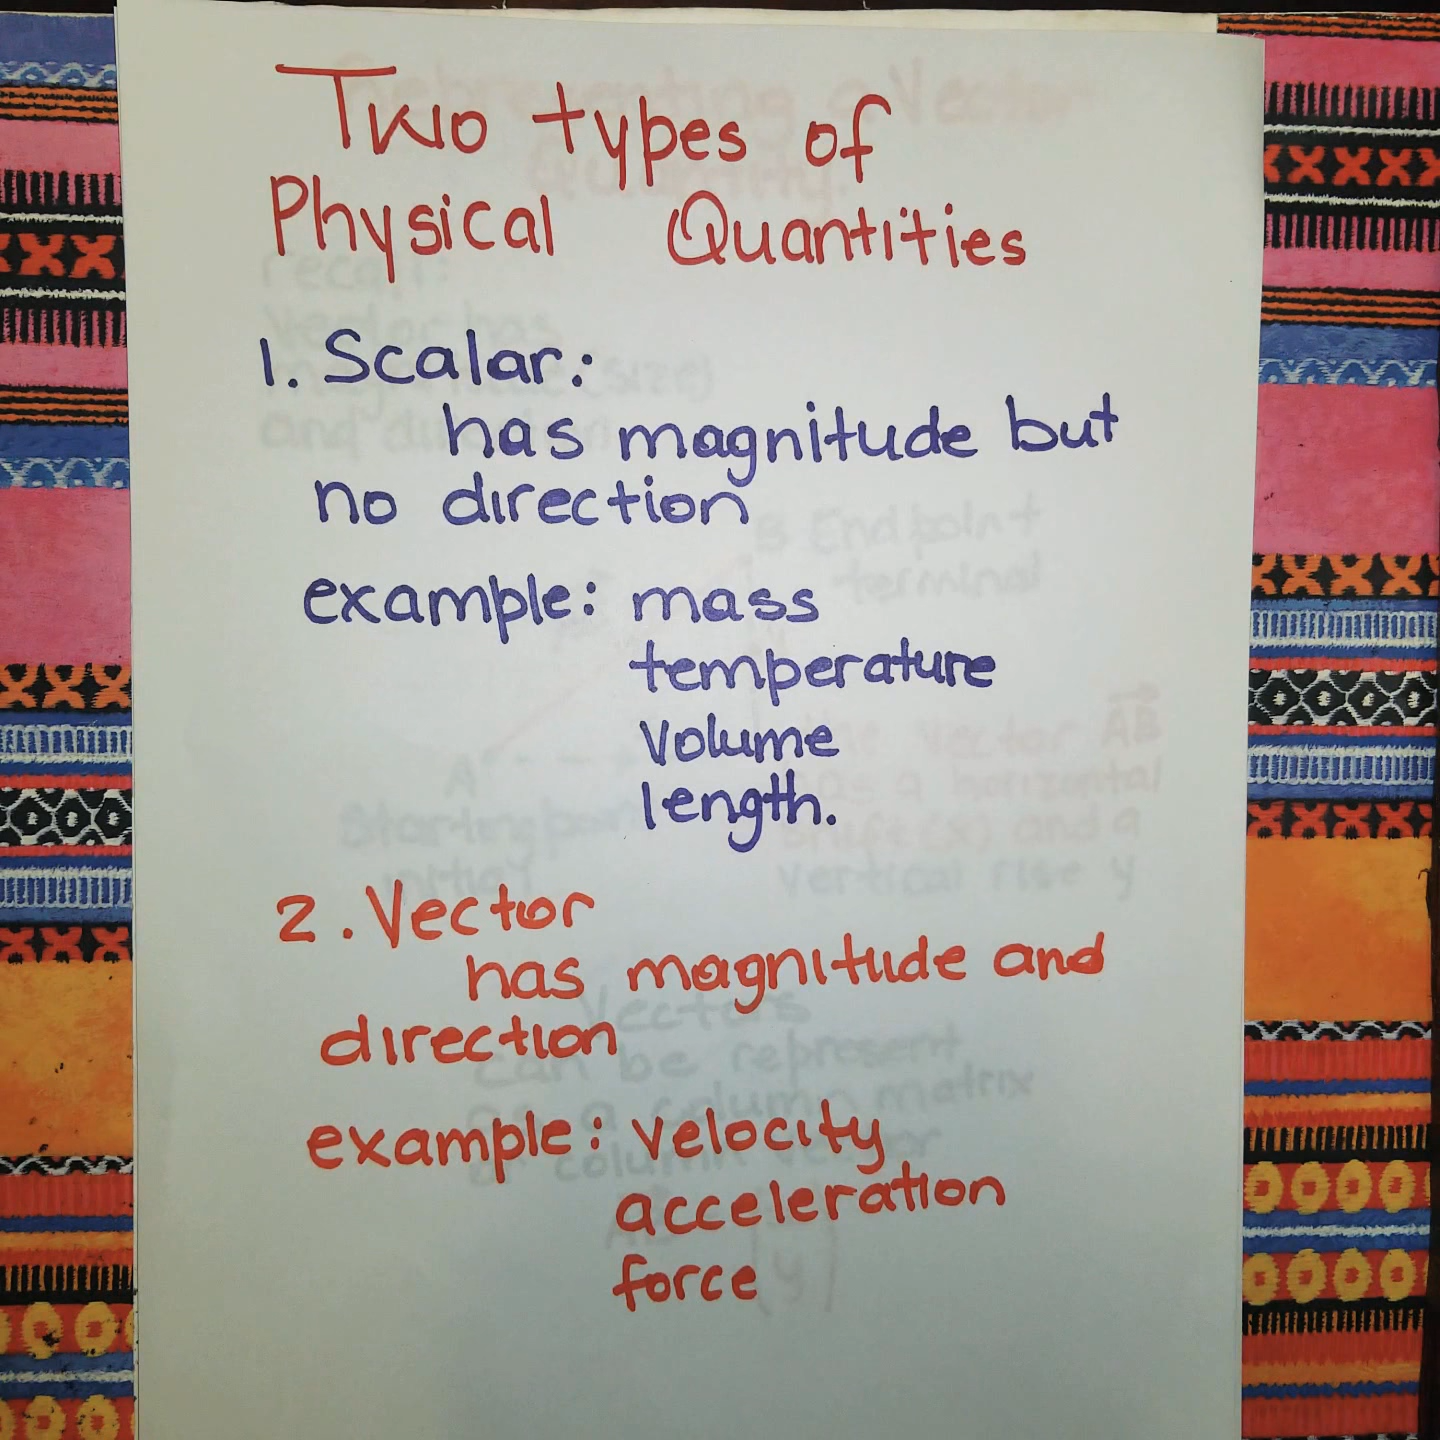 Two types of
Physical Quantities
1. Scalar:
has magnitude but
no direction
example: mass
temperature
volume
length.
2. Vector
has magnitude and
direction
example: velocity
acceleration
force